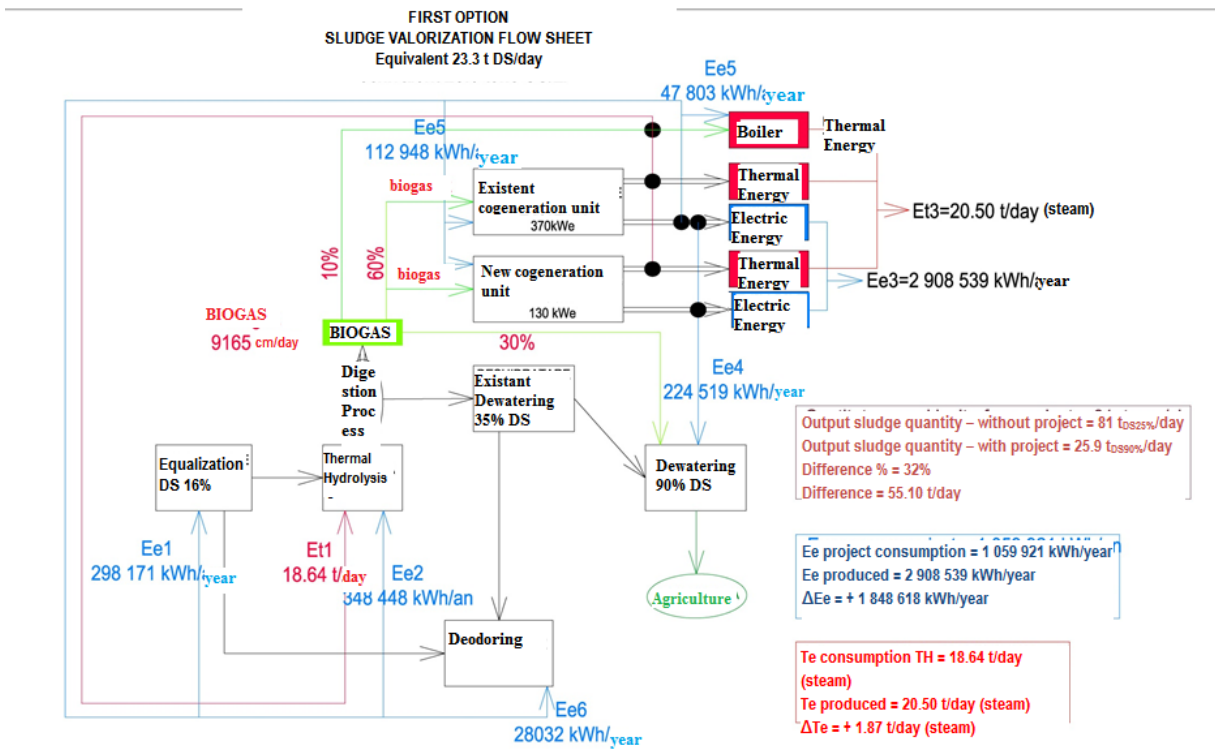 FIRST OPTION
SLUDGE VALORIZATION FLOW SHEET
Equivalent 23.3 t DS/day
Ee5
47 803 kWh/year
Boiler
Thermal
Energy
Ee5
112 948 kWh/year
biogas
Existent
cogeneration unit
370kWe
Thermal
Energy
Electric
Energy
Et3=20.50 t/day (steam)
10%
60%
biogas
New cogeneration
unit
130 kWe
Thermal
Energy
Electric
Energy
Ee3=2 908 539 kWh/year
BIOGAS
9165 cm/day
BIOGAS
30%
Dige
stion
Proc
ess
Existant
Dewatering
35% DS
Ee4
224 519 kWh/year
Equalization
DS 16%
Thermal
Hydrolysis
Dewatering
90% DS
Output sludge quantity – without project = 81 tDS25%/day
Output sludge quantity – with project = 25.9 tDS90%/day
Difference % = 32%
Difference = 55.10 t/day
Ee1
298 171 kWh/year
Et1
18.64 t/day
Ee2
348 448 kWh/an
Agriculture
Ee project consumption = 1 059 921 kWh/year
Ee produced = 2 908 539 kWh/year
ΔEe = + 1 848 618 kWh/year
Deodoring
Te consumption TH = 18.64 t/day
(steam)
Te produced = 20.50 t/day (steam)
ΔTe = + 1.87 t/day (steam)
Ee6
28032 kWh/year